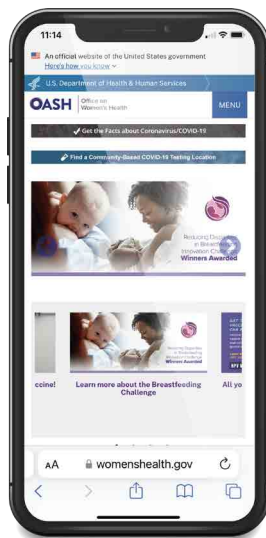 11:14
An official website of the United States government
Here's how you know
U.S. Department of Health & Human Services
OASH
Office on
Women's Health
MENU
Get the Facts about Coronavirus/COVID-19
Find a Community-Based COVID-19 Testing Location
Reducing
in Breastfeeding
Innovation
Winners Awarded
Winners Awarded
ccine!
Learn more about the Breastfeeding
Challenge
All yo
AA
womenshealth.gov